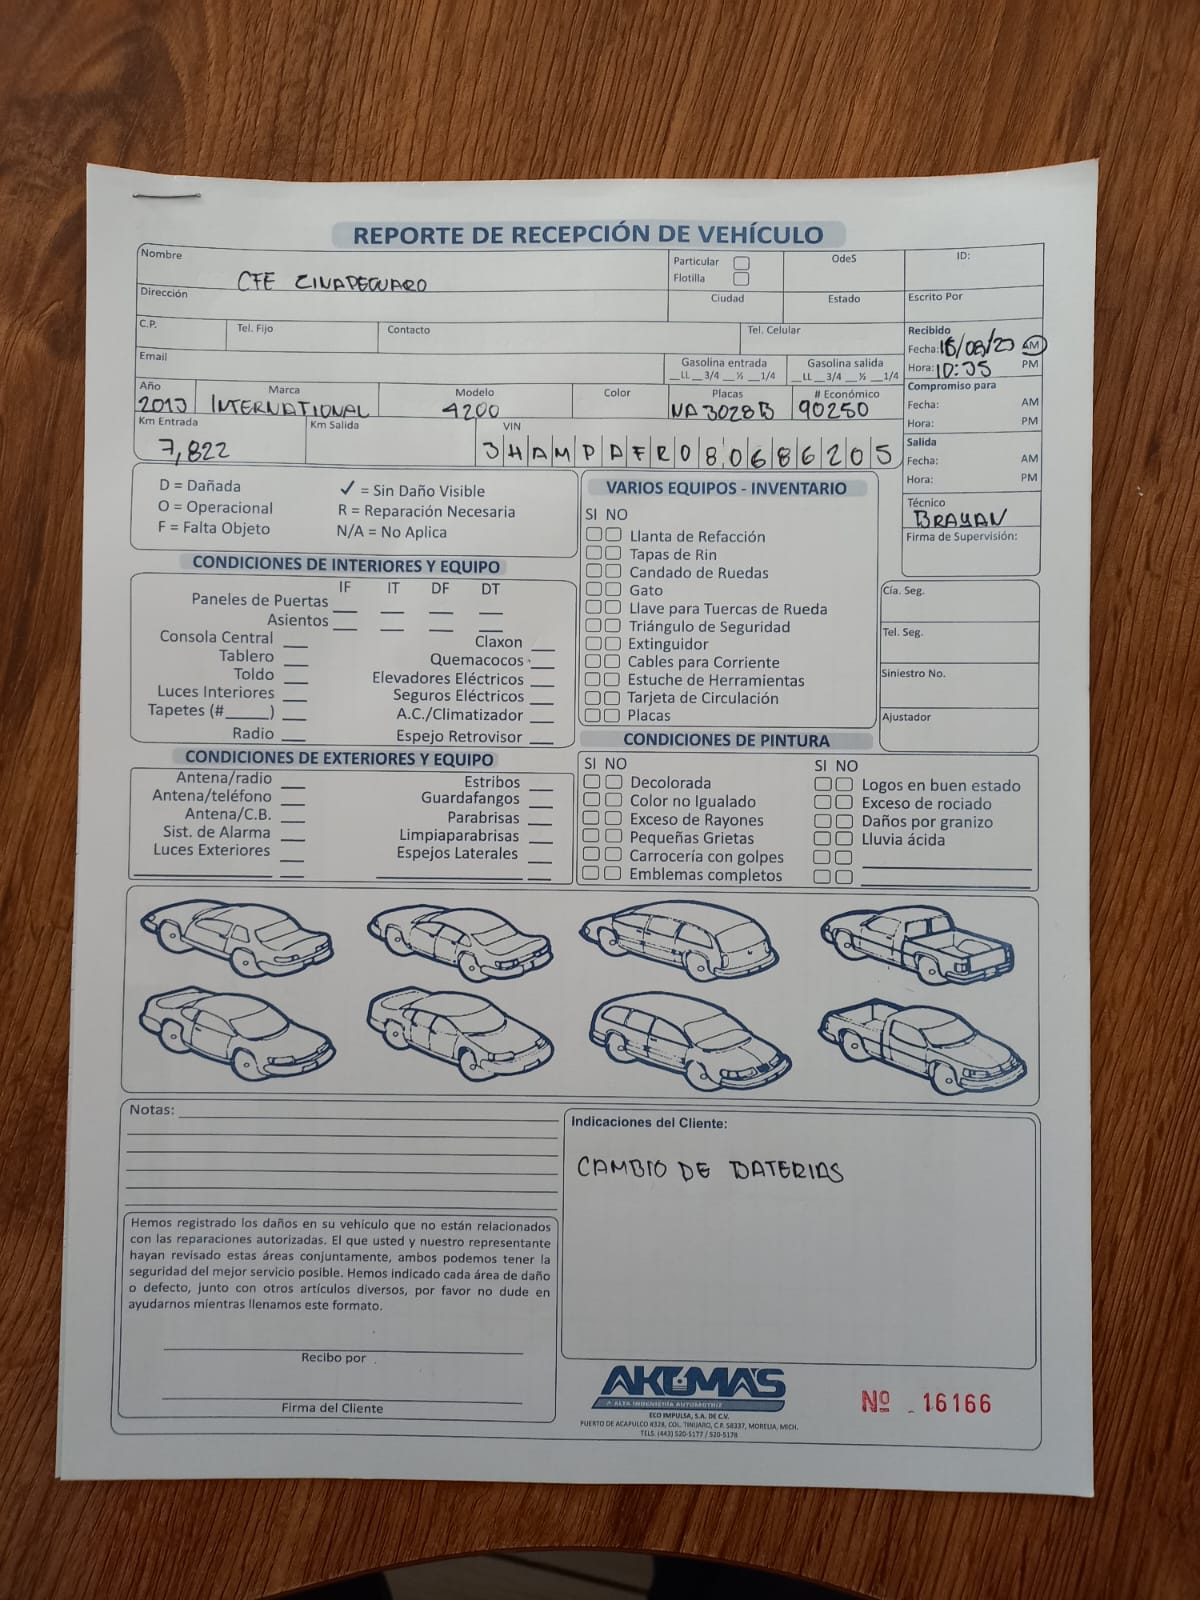 REPORTE DE RECEPCIÓN DE VEHÍCULO
Nombre
CFE ZINAPECUARO
Particular
Flotilla
OdeS
ID:
Dirección
Ciudad
Estado
Escrito Por
C.P.
Tel. Fijo
Contacto
Tel. Celular
Recibido
Fecha: AM
Hora: 10:35 PM
Email
Gasolina entrada
__LL __3/4 __½ __1/4
Gasolina salida
__LL __3/4 __½ __1/4
Año
Marca
INTERNATIONAL
Modelo
4200
Color
Placas
NA3028B
# Económico
90250
Compromiso para
Fecha: AM
Hora: PM
Km Entrada
7,822
Km Salida
VIN
3HAMPAFR08L686205
Salida
Fecha: AM
Hora: PM
Técnico
BRAYAN
Firma de Supervisión:
D = Dañada
O = Operacional
F = Falta Objeto
✓ = Sin Daño Visible
R = Reparación Necesaria
N/A = No Aplica
VARIOS EQUIPOS - INVENTARIO
SI NO
Llanta de Refacción
Tapas de Rin
Candado de Ruedas
Gato
Llave para Tuercas de Rueda
Triángulo de Seguridad
Extinguidor
Cables para Corriente
Estuche de Herramientas
Tarjeta de Circulación
Placas
Cía. Seg.
Tel. Seg.
Siniestro No.
Ajustador
CONDICIONES DE INTERIORES Y EQUIPO
IF IT DF DT
Paneles de Puertas
Asientos
Consola Central
Tablero
Toldo
Luces Interiores
Tapetes (#_____)
Radio
Claxon
Quemacocos
Elevadores Eléctricos
Seguros Eléctricos
A.C./Climatizador
Espejo Retrovisor
CONDICIONES DE EXTERIORES Y EQUIPO
Antena/radio
Antena/teléfono
Antena/C.B.
Sist. de Alarma
Luces Exteriores
Estribos
Guardafangos
Parabrisas
Limpiaparabrisas
Espejos Laterales
CONDICIONES DE PINTURA
SI NO
Decolorada
Color no Igualado
Exceso de Rayones
Pequeñas Grietas
Carrocería con golpes
Emblemas completos
SI NO
Logos en buen estado
Exceso de rociado
Daños por granizo
Lluvia ácida
Notas:
Indicaciones del Cliente:
CAMBIO DE BATERIAS
Hemos registrado los daños en su vehículo que no están relacionados
con las reparaciones autorizadas. El que usted y nuestro representante
hayan revisado estas áreas conjuntamente, ambos podemos tener la
seguridad del mejor servicio posible. Hemos indicado cada área de daño
o defecto, junto con otros artículos diversos, por favor no dude en
ayudarnos mientras llenamos este formato.
Recibo por
Firma del Cliente
AKUMAS
ALTA INGENIERÍA AUTOMOTRIZ
ECO IMPULSA, S.A. DE C.V.
PUERTO DE ACAPULCO #328, COL. TINIJARO, C.P. 58337, MORELIA, MICH.
TELS. (443) 520-5177 / 520-5178
Nº 16166